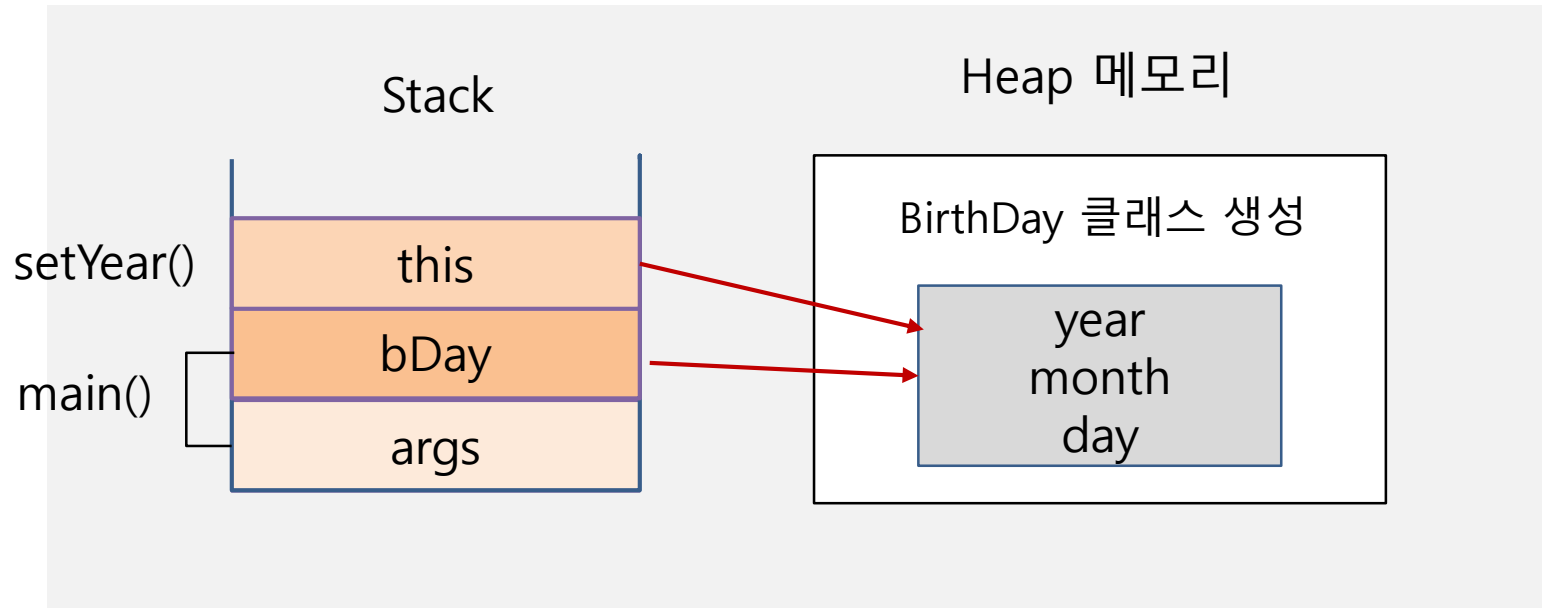 Stack
Heap 메모리
BirthDay 클래스 생성
setYear()
this
bDay
main()
args
year
month
day